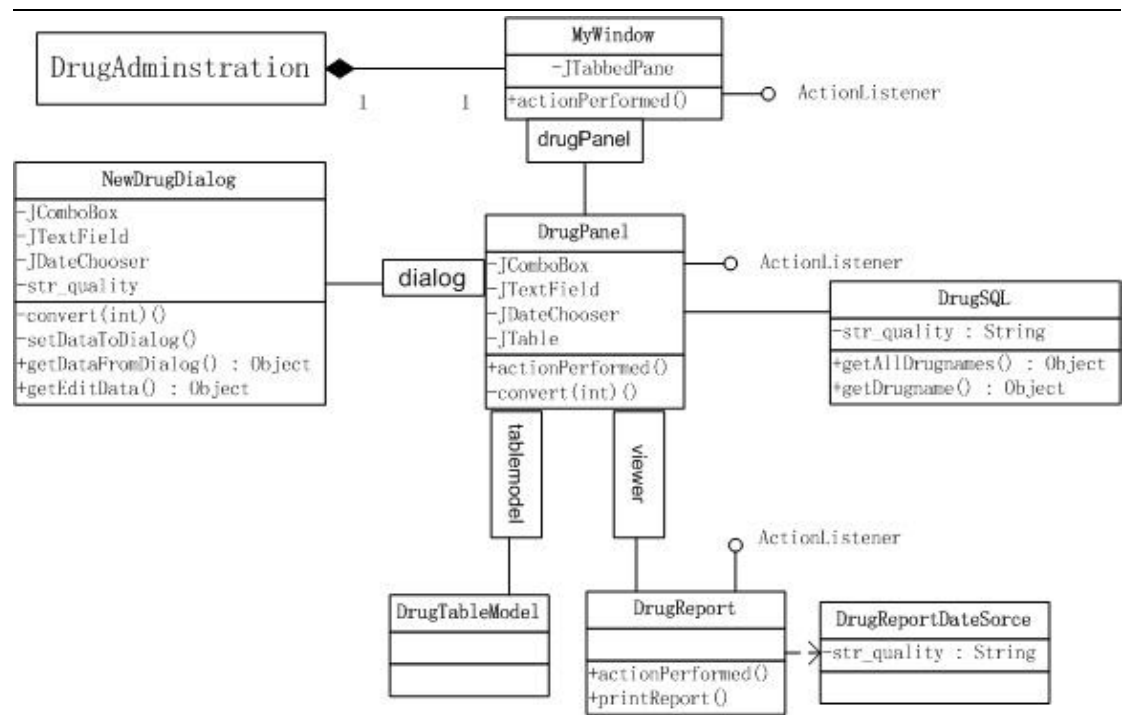 MyWindow
-JTabbedPane
+actionPerformed()
DrugAdminstration
1
1
ActionListener
drugPanel
NewDrugDialog
-JComboBox
-JTextField
-JDateChooser
-str_quality
-convert(int)()
-setDataToDialog()
+getDataFromDialog() : Object
+getEditData() : Object
dialog
DrugPanel
-JComboBox
-JTextField
-JDateChooser
-JTable
+actionPerformed()
-convert(int)()
ActionListener
DrugSQL
-str_quality : String
+getAllDrugnames() : Object
+getDrugname() : Object
tablemodel
viewer
ActionListener
DrugTableModel
DrugReport
+actionPerformed()
+printReport()
DrugReportDateSorce
-str_quality : String